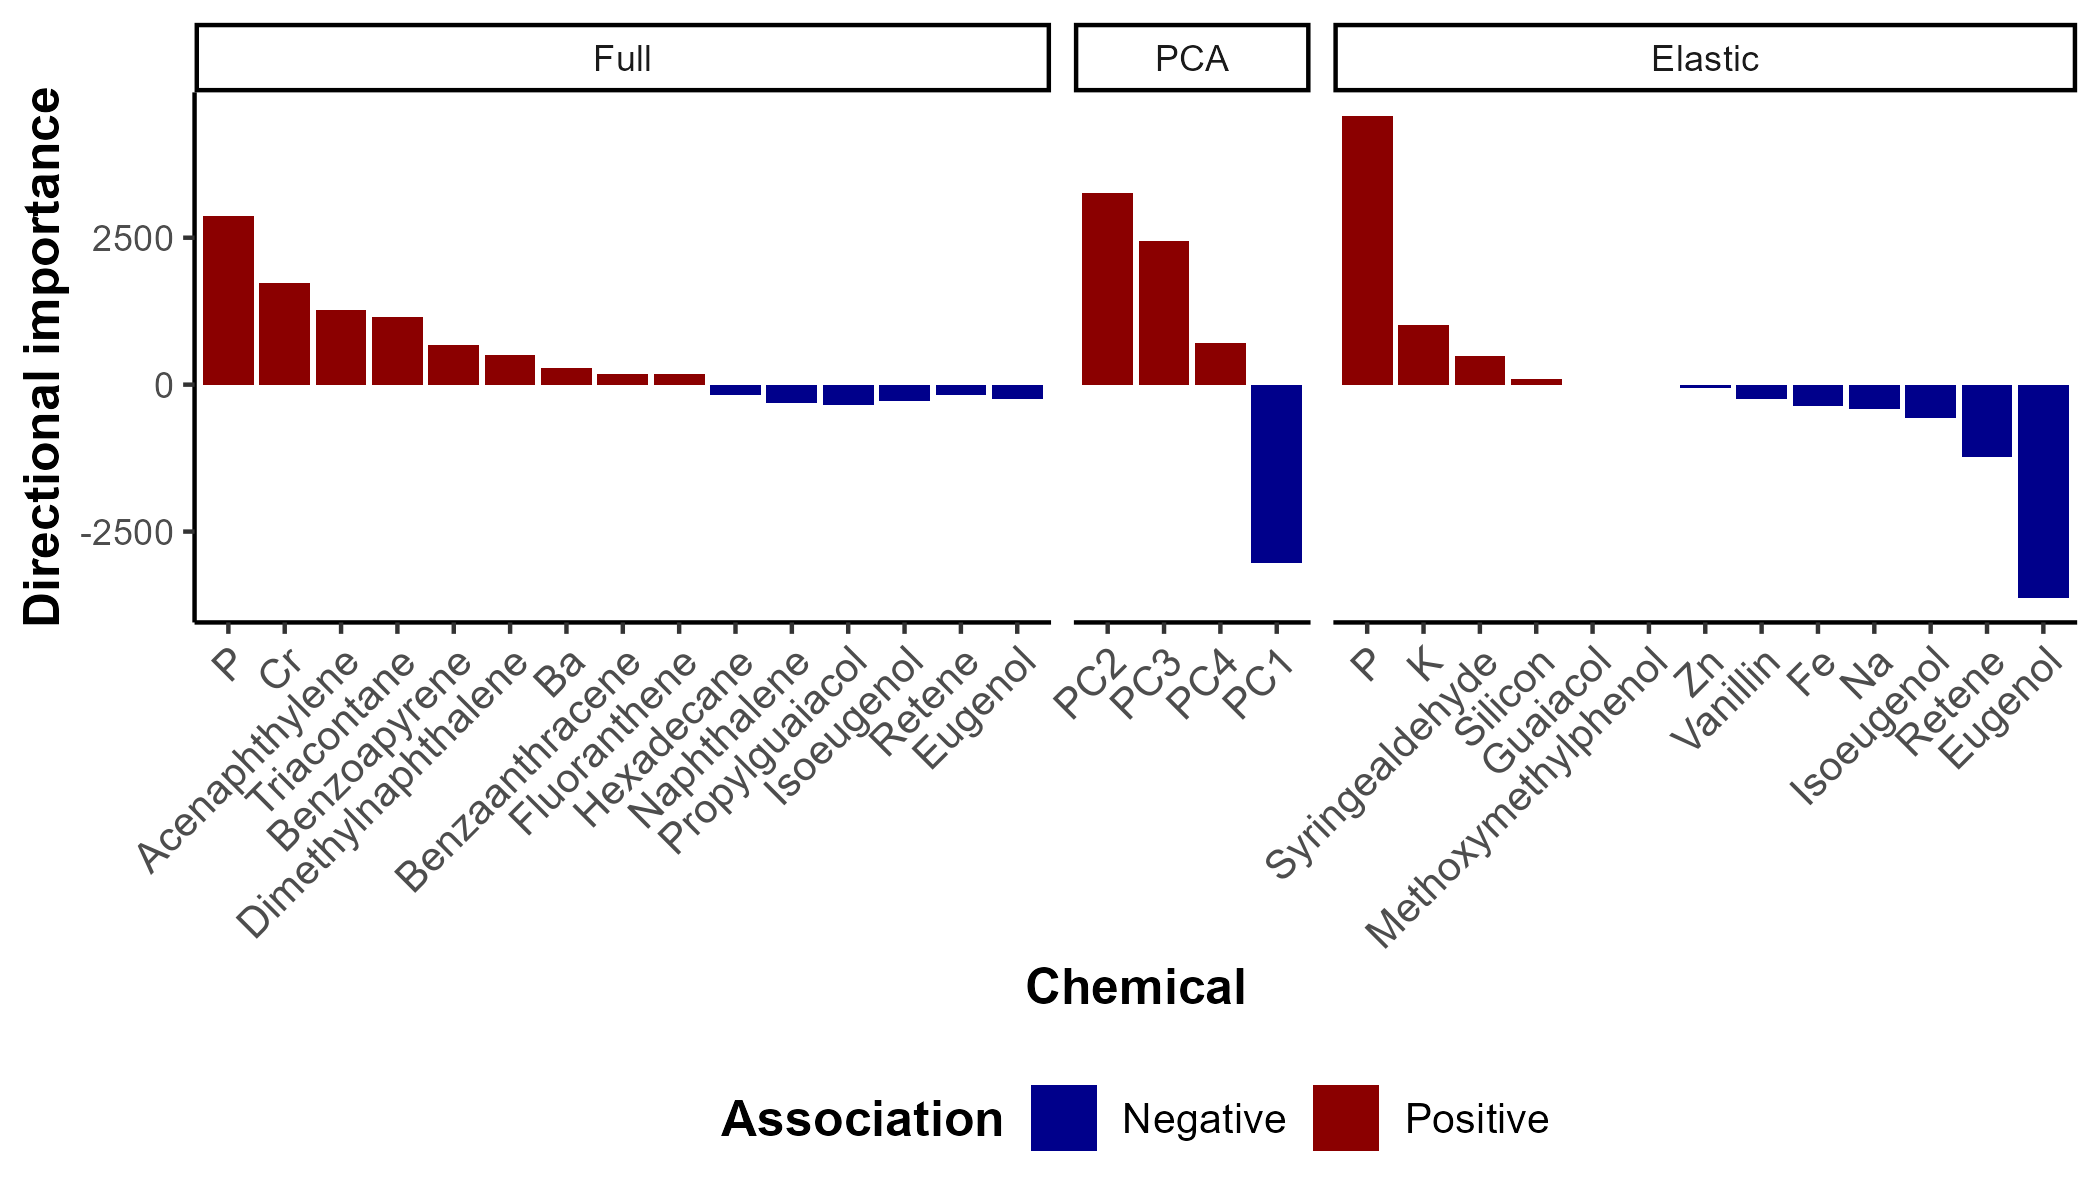 Full
PCA
Elastic
Directional importance
2500
0
-2500
P
Cr
Acenaphthylene
Triacontane
Benzoapyrene
Dimethylnaphthalene
Ba
Benzaanthracene
Fluoranthene
Hexadecane
Naphthalene
Propylguaiacol
Isoeugenol
Retene
Eugenol
PC2
PC3
PC4
PC1
P
K
Syringealdehyde
Silicon
Guaiacol
Methoxymethylphenol
Zn
Vanillin
Fe
Na
Isoeugenol
Retene
Eugenol
Chemical
Association
Negative
Positive